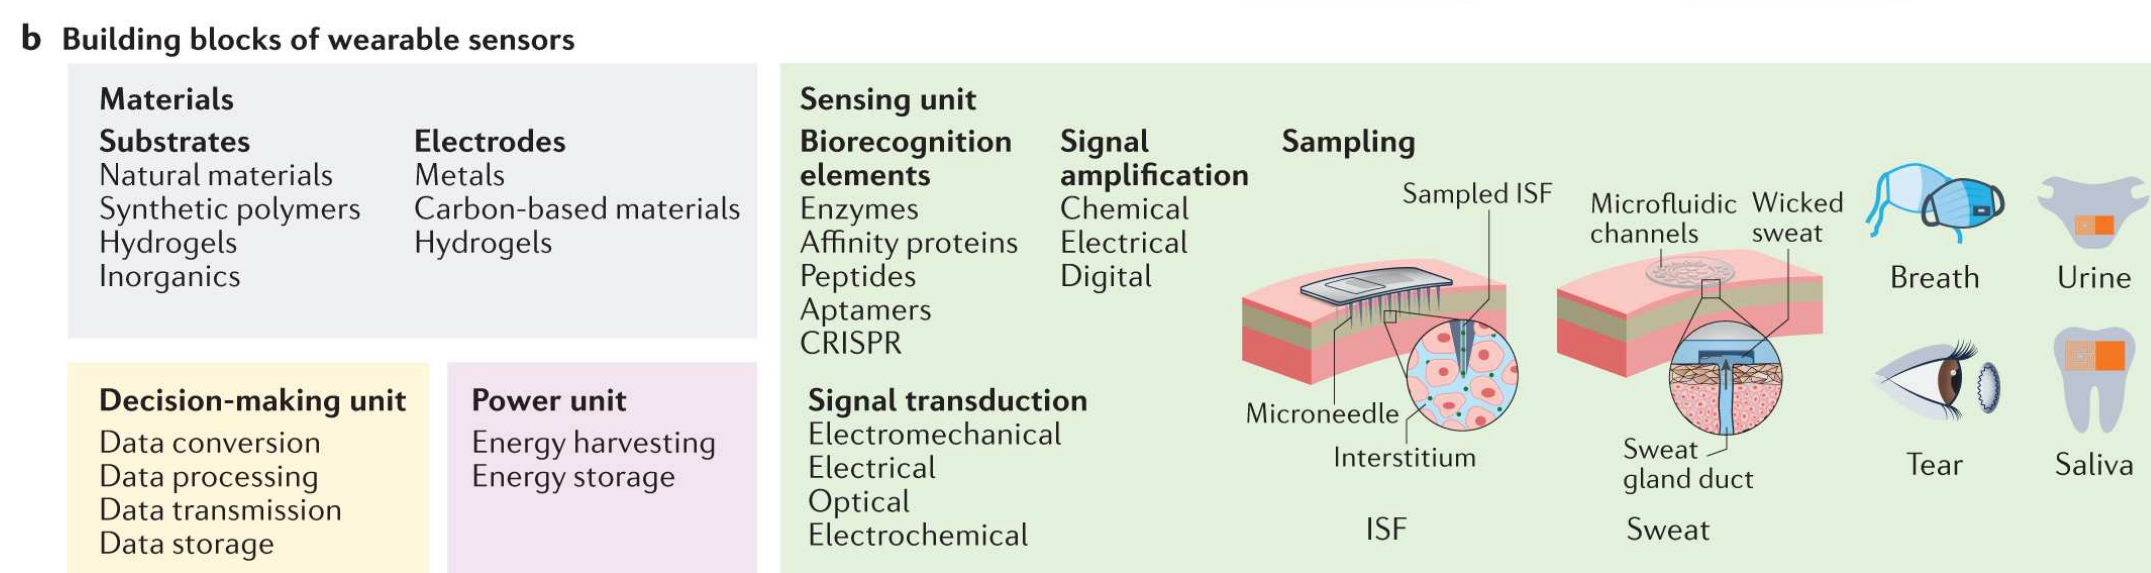 b Building blocks of wearable sensors
Materials
Substrates
Natural materials
Synthetic polymers
Hydrogels
Inorganics
Electrodes
Metals
Carbon-based materials
Hydrogels
Decision-making unit
Data conversion
Data processing
Data transmission
Data storage
Power unit
Energy harvesting
Energy storage
Sensing unit
Biorecognition
elements
Enzymes
Affinity proteins
Peptides
Aptamers
CRISPR
Signal
amplification
Chemical
Electrical
Digital
Signal transduction
Electromechanical
Electrical
Optical
Electrochemical
Sampling
Sampled ISF
Microneedle
Interstitium
ISF
Microfluidic
channels
Wicked
sweat
Sweat
gland duct
Sweat
Breath
Urine
Tear
Saliva